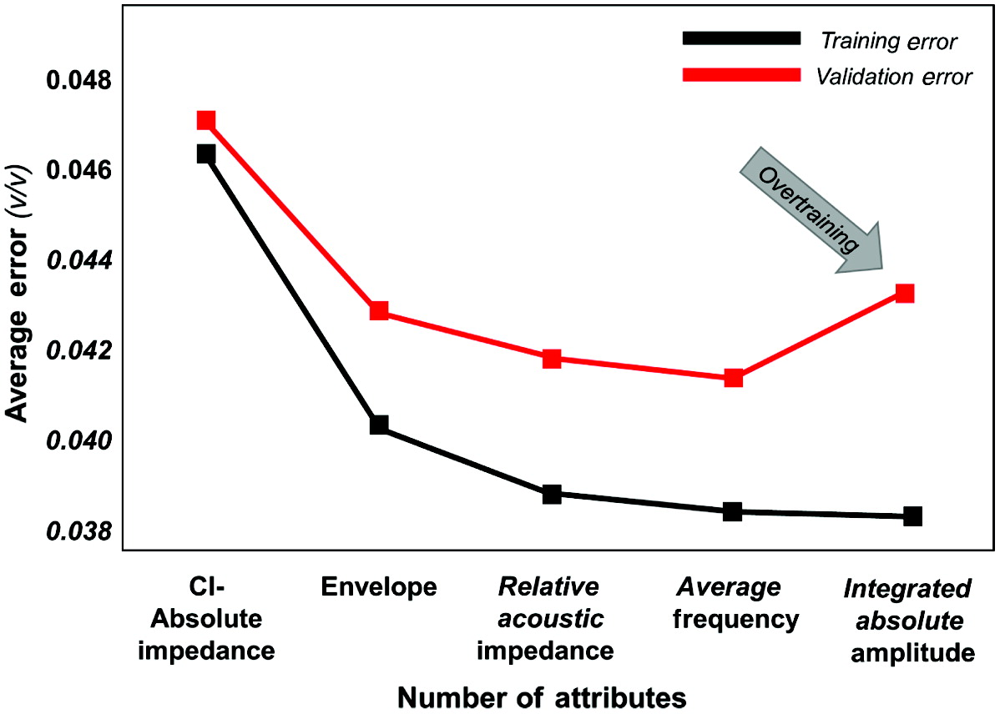 Training error
Validation error
Overtraining
Average error (v/v)
0.048
0.046
0.044
0.042
0.040
0.038
CI-
Absolute
impedance
Envelope
Relative
acoustic
impedance
Average
frequency
Integrated
absolute
amplitude
Number of attributes